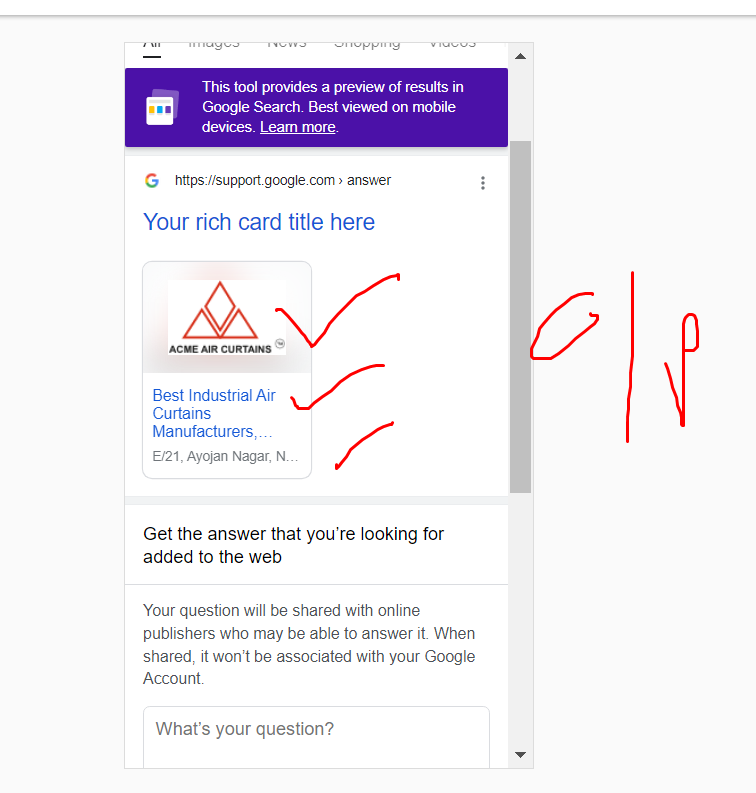 All Images News Shopping Videos
This tool provides a preview of results in
Google Search. Best viewed on mobile
devices. Learn more.
https://support.google.com › answer
Your rich card title here
ACME AIR CURTAINS TM
Best Industrial Air
Curtains
Manufacturers,...
E/21, Ayojan Nagar, N...
O/p
Get the answer that you’re looking for
added to the web
Your question will be shared with online
publishers who may be able to answer it. When
shared, it won’t be associated with your Google
Account.
What’s your question?